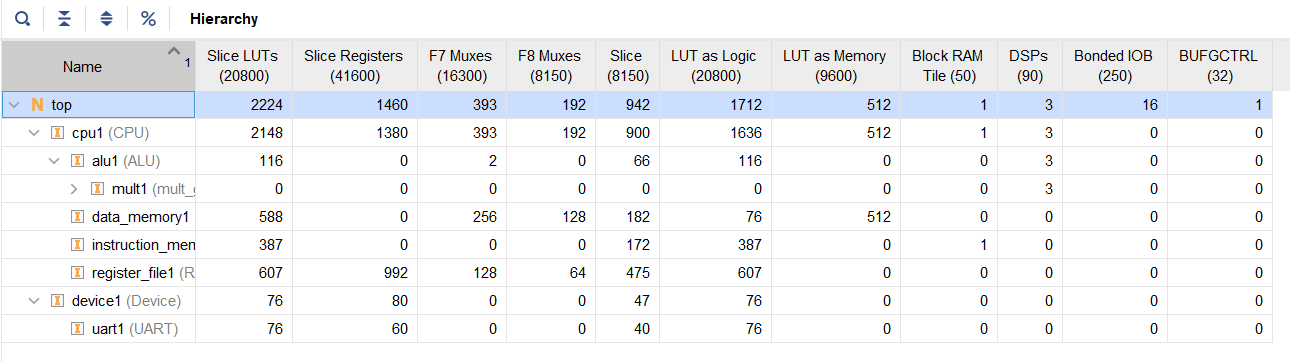 Hierarchy
Name 1 Slice LUTs (20800) Slice Registers (41600) F7 Muxes (16300) F8 Muxes (8150) Slice (8150) LUT as Logic (20800) LUT as Memory (9600) Block RAM Tile (50) DSPs (90) Bonded IOB (250) BUFGCTRL (32)
N top 2224 1460 393 192 942 1712 512 1 3 16 1
I cpu1 (CPU) 2148 1380 393 192 900 1636 512 1 3 0 0
I alu1 (ALU) 116 0 2 0 66 116 0 0 3 0 0
I mult1 (mult_g 0 0 0 0 0 0 0 0 3 0 0
I data_memory1 588 0 256 128 182 76 512 0 0 0 0
I instruction_men 387 0 0 0 172 387 0 1 0 0 0
I register_file1 (R 607 992 128 64 475 607 0 0 0 0 0
I device1 (Device) 76 80 0 0 47 76 0 0 0 0 0
I uart1 (UART) 76 60 0 0 40 76 0 0 0 0 0